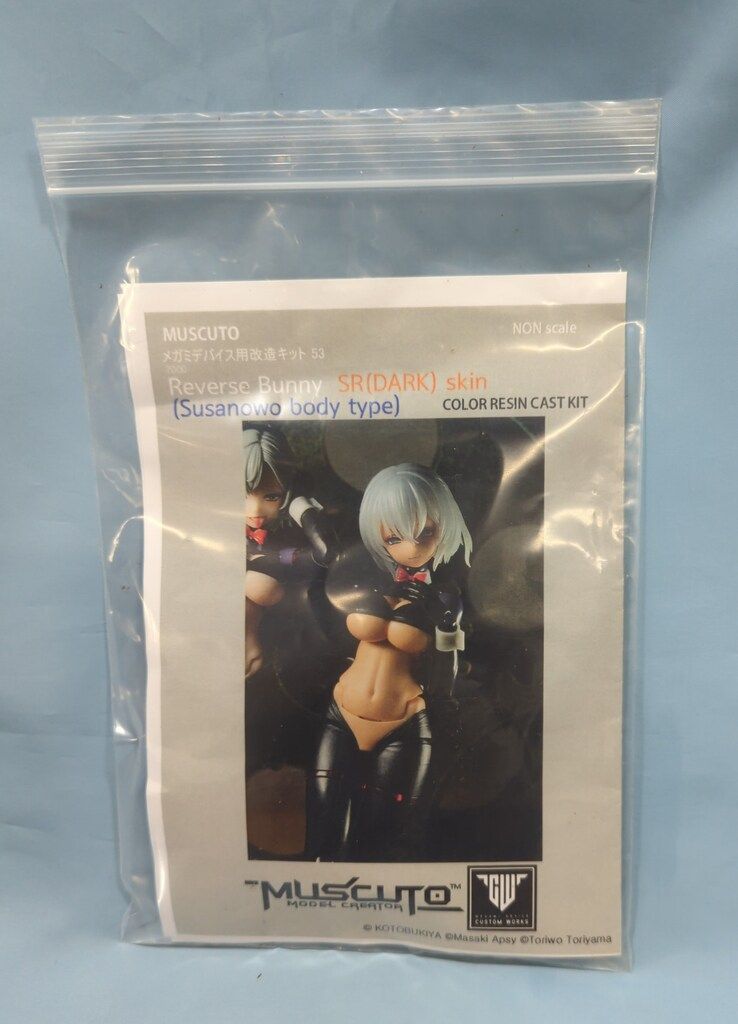 MUSCUTO
NON scale
メガミデバイス用改造キット 53
Reverse Bunny SR(DARK) skin
(Susanowo body type)
COLOR RESIN CAST KIT
MUSCUTO™
MODEL CREATOR
CUSTOM WORKS
© KOTOBUKIYA ©Masaki Apsy ©Toriwo Toriyama